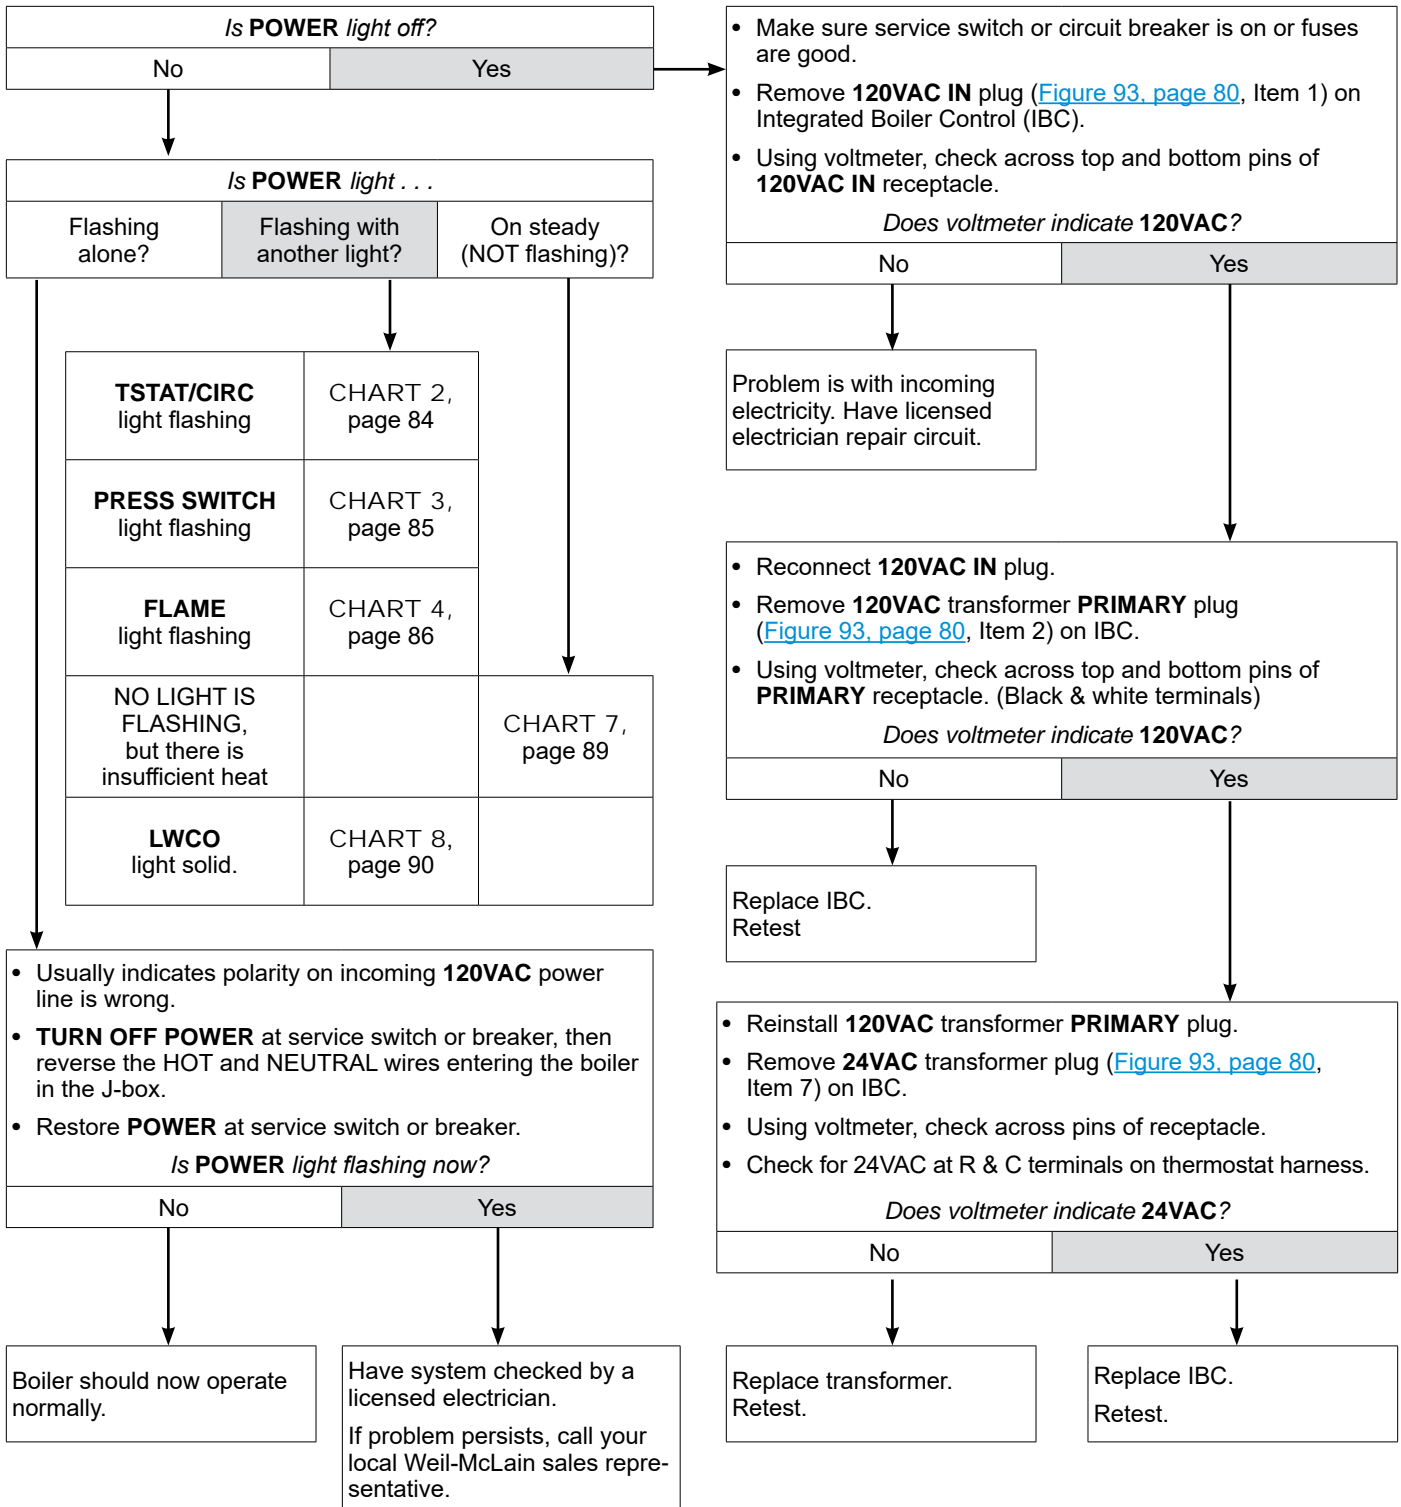 Is POWER light off?
No
Yes
Is POWER light . . .
Flashing
alone?
Flashing with
another light?
On steady
(NOT flashing)?
TSTAT/CIRC
light flashing
CHART 2,
page 84
PRESS SWITCH
light flashing
CHART 3,
page 85
FLAME
light flashing
CHART 4,
page 86
NO LIGHT IS
FLASHING,
but there is
insufficient heat
CHART 7,
page 89
LWCO
light solid.
CHART 8,
page 90
• Usually indicates polarity on incoming 120VAC power
line is wrong.
• TURN OFF POWER at service switch or breaker, then
reverse the HOT and NEUTRAL wires entering the boiler
in the J-box.
• Restore POWER at service switch or breaker.
Is POWER light flashing now?
No
Yes
Boiler should now operate
normally.
Have system checked by a
licensed electrician.
If problem persists, call your
local Weil-McLain sales repre-
sentative.
• Make sure service switch or circuit breaker is on or fuses
are good.
• Remove 120VAC IN plug (Figure 93, page 80, Item 1) on
Integrated Boiler Control (IBC).
• Using voltmeter, check across top and bottom pins of
120VAC IN receptacle.
Does voltmeter indicate 120VAC?
No
Yes
Problem is with incoming
electricity. Have licensed
electrician repair circuit.
• Reconnect 120VAC IN plug.
• Remove 120VAC transformer PRIMARY plug
(Figure 93, page 80, Item 2) on IBC.
• Using voltmeter, check across top and bottom pins of
PRIMARY receptacle. (Black & white terminals)
Does voltmeter indicate 120VAC?
No
Yes
Replace IBC.
Retest
• Reinstall 120VAC transformer PRIMARY plug.
• Remove 24VAC transformer plug (Figure 93, page 80,
Item 7) on IBC.
• Using voltmeter, check across pins of receptacle.
• Check for 24VAC at R & C terminals on thermostat harness.
Does voltmeter indicate 24VAC?
No
Yes
Replace transformer.
Retest.
Replace IBC.
Retest.